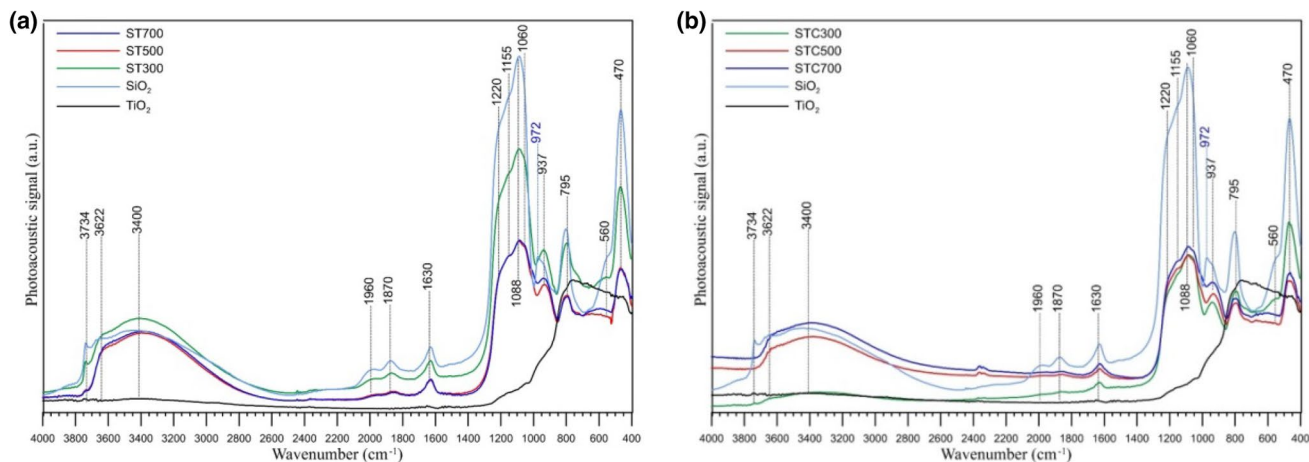 (a)
ST700
ST500
ST300
SiO₂
TiO₂
3734
3622
3400
1960
1870
1630
1220
1155
1088
1060
972
937
795
560
470
Photoacoustic signal (a.u.)
4000 3800 3600 3400 3200 3000 2800 2600 2400 2200 2000 1800 1600 1400 1200 1000 800 600 400
Wavenumber (cm⁻¹)
(b)
STC300
STC500
STC700
SiO₂
TiO₂
3734
3622
3400
1960
1870
1630
1220
1155
1088
1060
972
937
795
560
470
Photoacoustic signal (a.u.)
4000 3800 3600 3400 3200 3000 2800 2600 2400 2200 2000 1800 1600 1400 1200 1000 800 600 400
Wavenumber (cm⁻¹)